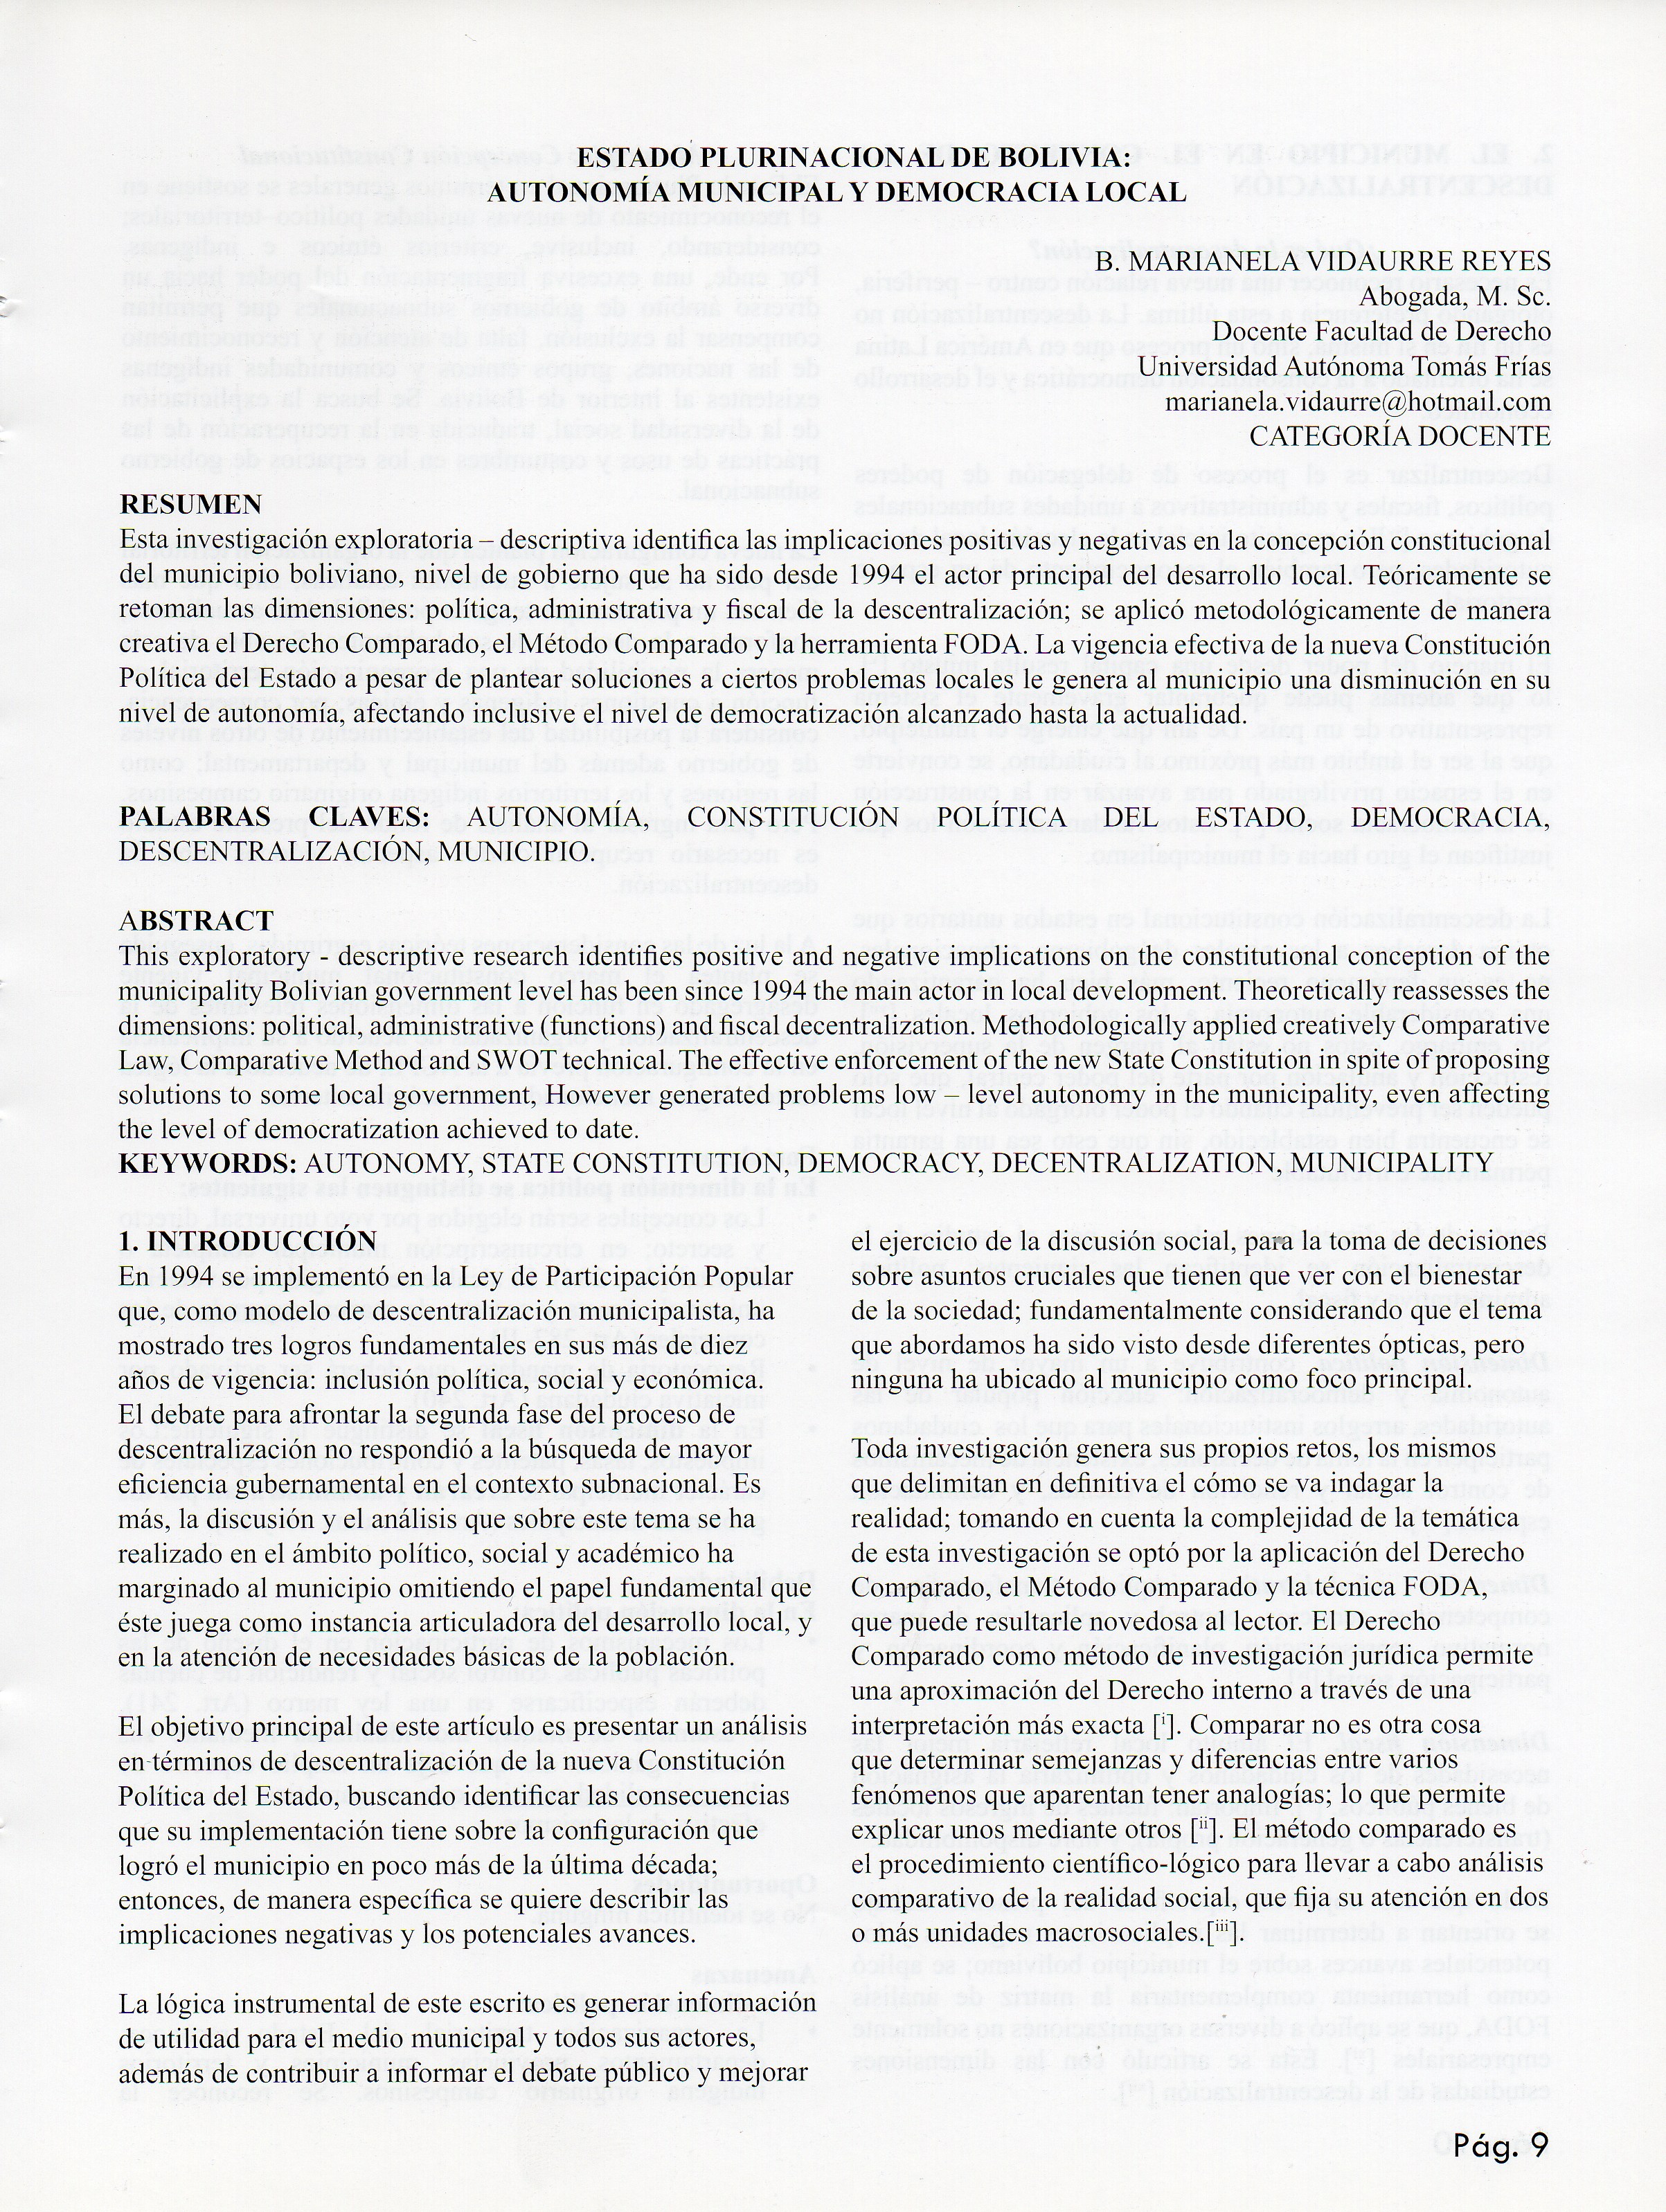 ESTADO PLURINACIONAL DE BOLIVIA:
AUTONOMÍA MUNICIPAL Y DEMOCRACIA LOCAL
B. MARIANELA VIDAURRE REYES
Abogada, M. Sc.
Docente Facultad de Derecho
Universidad Autónoma Tomás Frías
marianela.vidaurre@hotmail.com
CATEGORÍA DOCENTE
RESUMEN
Esta investigación exploratoria – descriptiva identifica las implicaciones positivas y negativas en la concepción constitucional
del municipio boliviano, nivel de gobierno que ha sido desde 1994 el actor principal del desarrollo local. Teóricamente se
retoman las dimensiones: política, administrativa y fiscal de la descentralización; se aplicó metodológicamente de manera
creativa el Derecho Comparado, el Método Comparado y la herramienta FODA. La vigencia efectiva de la nueva Constitución
Política del Estado a pesar de plantear soluciones a ciertos problemas locales le genera al municipio una disminución en su
nivel de autonomía, afectando inclusive el nivel de democratización alcanzado hasta la actualidad.
PALABRAS CLAVES: AUTONOMÍA, CONSTITUCIÓN POLÍTICA DEL ESTADO, DEMOCRACIA,
DESCENTRALIZACIÓN, MUNICIPIO.
ABSTRACT
This exploratory - descriptive research identifies positive and negative implications on the constitutional conception of the
municipality Bolivian government level has been since 1994 the main actor in local development. Theoretically reassesses the
dimensions: political, administrative (functions) and fiscal decentralization. Methodologically applied creatively Comparative
Law, Comparative Method and SWOT technical. The effective enforcement of the new State Constitution in spite of proposing
solutions to some local government, However generated problems low – level autonomy in the municipality, even affecting
the level of democratization achieved to date.
KEYWORDS: AUTONOMY, STATE CONSTITUTION, DEMOCRACY, DECENTRALIZATION, MUNICIPALITY
1. INTRODUCCIÓN
En 1994 se implementó en la Ley de Participación Popular
que, como modelo de descentralización municipalista, ha
mostrado tres logros fundamentales en sus más de diez
años de vigencia: inclusión política, social y económica.
El debate para afrontar la segunda fase del proceso de
descentralización no respondió a la búsqueda de mayor
eficiencia gubernamental en el contexto subnacional. Es
más, la discusión y el análisis que sobre este tema se ha
realizado en el ámbito político, social y académico ha
marginado al municipio omitiendo el papel fundamental que
éste juega como instancia articuladora del desarrollo local, y
en la atención de necesidades básicas de la población.
El objetivo principal de este artículo es presentar un análisis
en términos de descentralización de la nueva Constitución
Política del Estado, buscando identificar las consecuencias
que su implementación tiene sobre la configuración que
logró el municipio en poco más de la última década;
entonces, de manera específica se quiere describir las
implicaciones negativas y los potenciales avances.
La lógica instrumental de este escrito es generar información
de utilidad para el medio municipal y todos sus actores,
además de contribuir a informar el debate público y mejorar
el ejercicio de la discusión social, para la toma de decisiones
sobre asuntos cruciales que tienen que ver con el bienestar
de la sociedad; fundamentalmente considerando que el tema
que abordamos ha sido visto desde diferentes ópticas, pero
ninguna ha ubicado al municipio como foco principal.
Toda investigación genera sus propios retos, los mismos
que delimitan en definitiva el cómo se va indagar la
realidad; tomando en cuenta la complejidad de la temática
de esta investigación se optó por la aplicación del Derecho
Comparado, el Método Comparado y la técnica FODA,
que puede resultarle novedosa al lector. El Derecho
Comparado como método de investigación jurídica permite
una aproximación del Derecho interno a través de una
interpretación más exacta [i]. Comparar no es otra cosa
que determinar semejanzas y diferencias entre varios
fenómenos que aparentan tener analogías; lo que permite
explicar unos mediante otros [ii]. El método comparado es
el procedimiento científico-lógico para llevar a cabo análisis
comparativo de la realidad social, que fija su atención en dos
o más unidades macrosociales.[iii].
Pág. 9